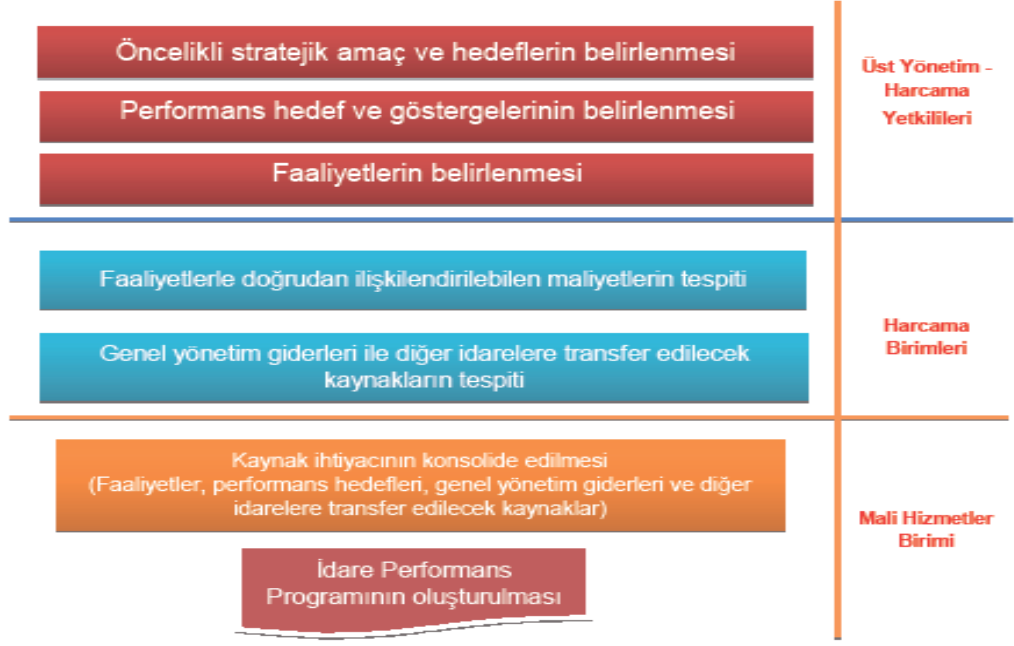 Öncelikli stratejik amaç ve hedeflerin belirlenmesi
Performans hedef ve göstergelerinin belirlenmesi
Faaliyetlerin belirlenmesi
Üst Yönetim -
Harcama
Yetkilileri
Faaliyetlerle doğrudan ilişkilendirilebilen maliyetlerin tespiti
Genel yönetim giderleri ile diğer idarelere transfer edilecek
kaynakların tespiti
Harcama
Birimleri
Kaynak ihtiyacının konsolide edilmesi
(Faaliyetler, performans hedefleri, genel yönetim giderleri ve diğer
idarelere transfer edilecek kaynaklar)
İdare Performans
Programının oluşturulması
Mali Hizmetler
Birimi